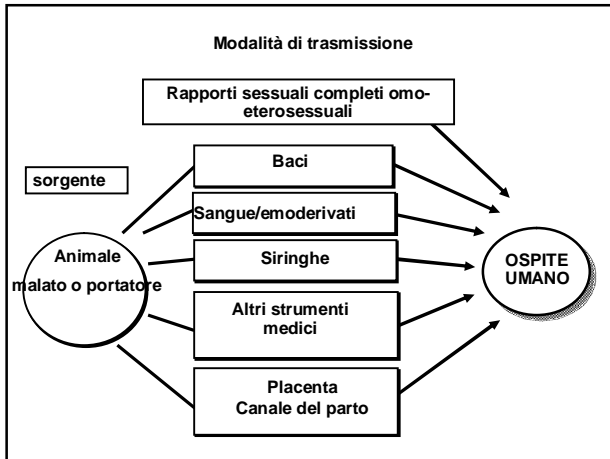 Modalità di trasmissione
Rapporti sessuali completi omo-
eterosessuali
Baci
sorgente
Sangue/emoderivati
Animale
malato o portatore
Siringhe
OSPITE
UMANO
Altri strumenti
medici
Placenta
Canale del parto